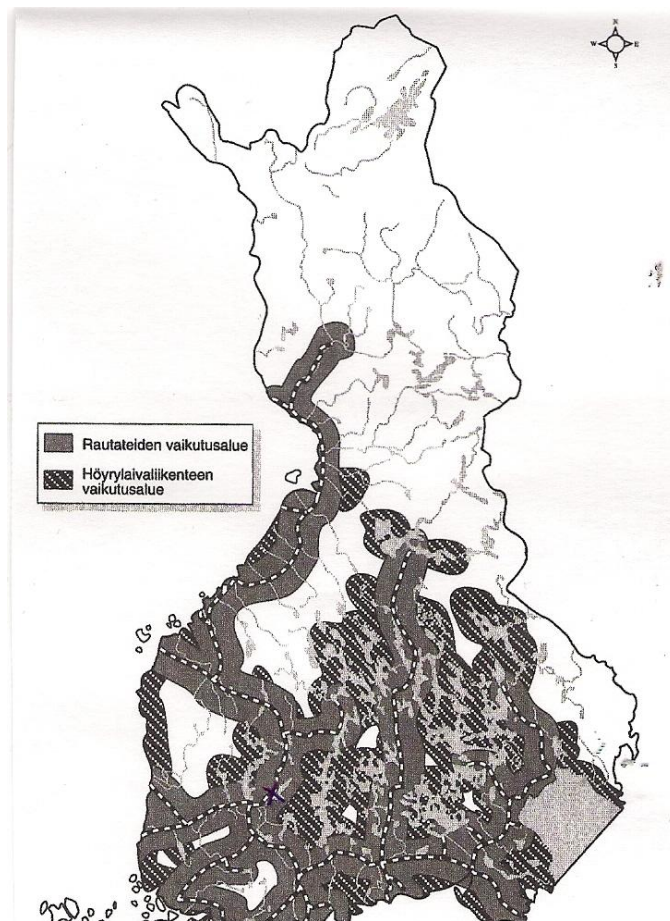 N
W E
S
Rautateiden vaikutusalue
Höyrylaivaliikenteen
vaikutusalue